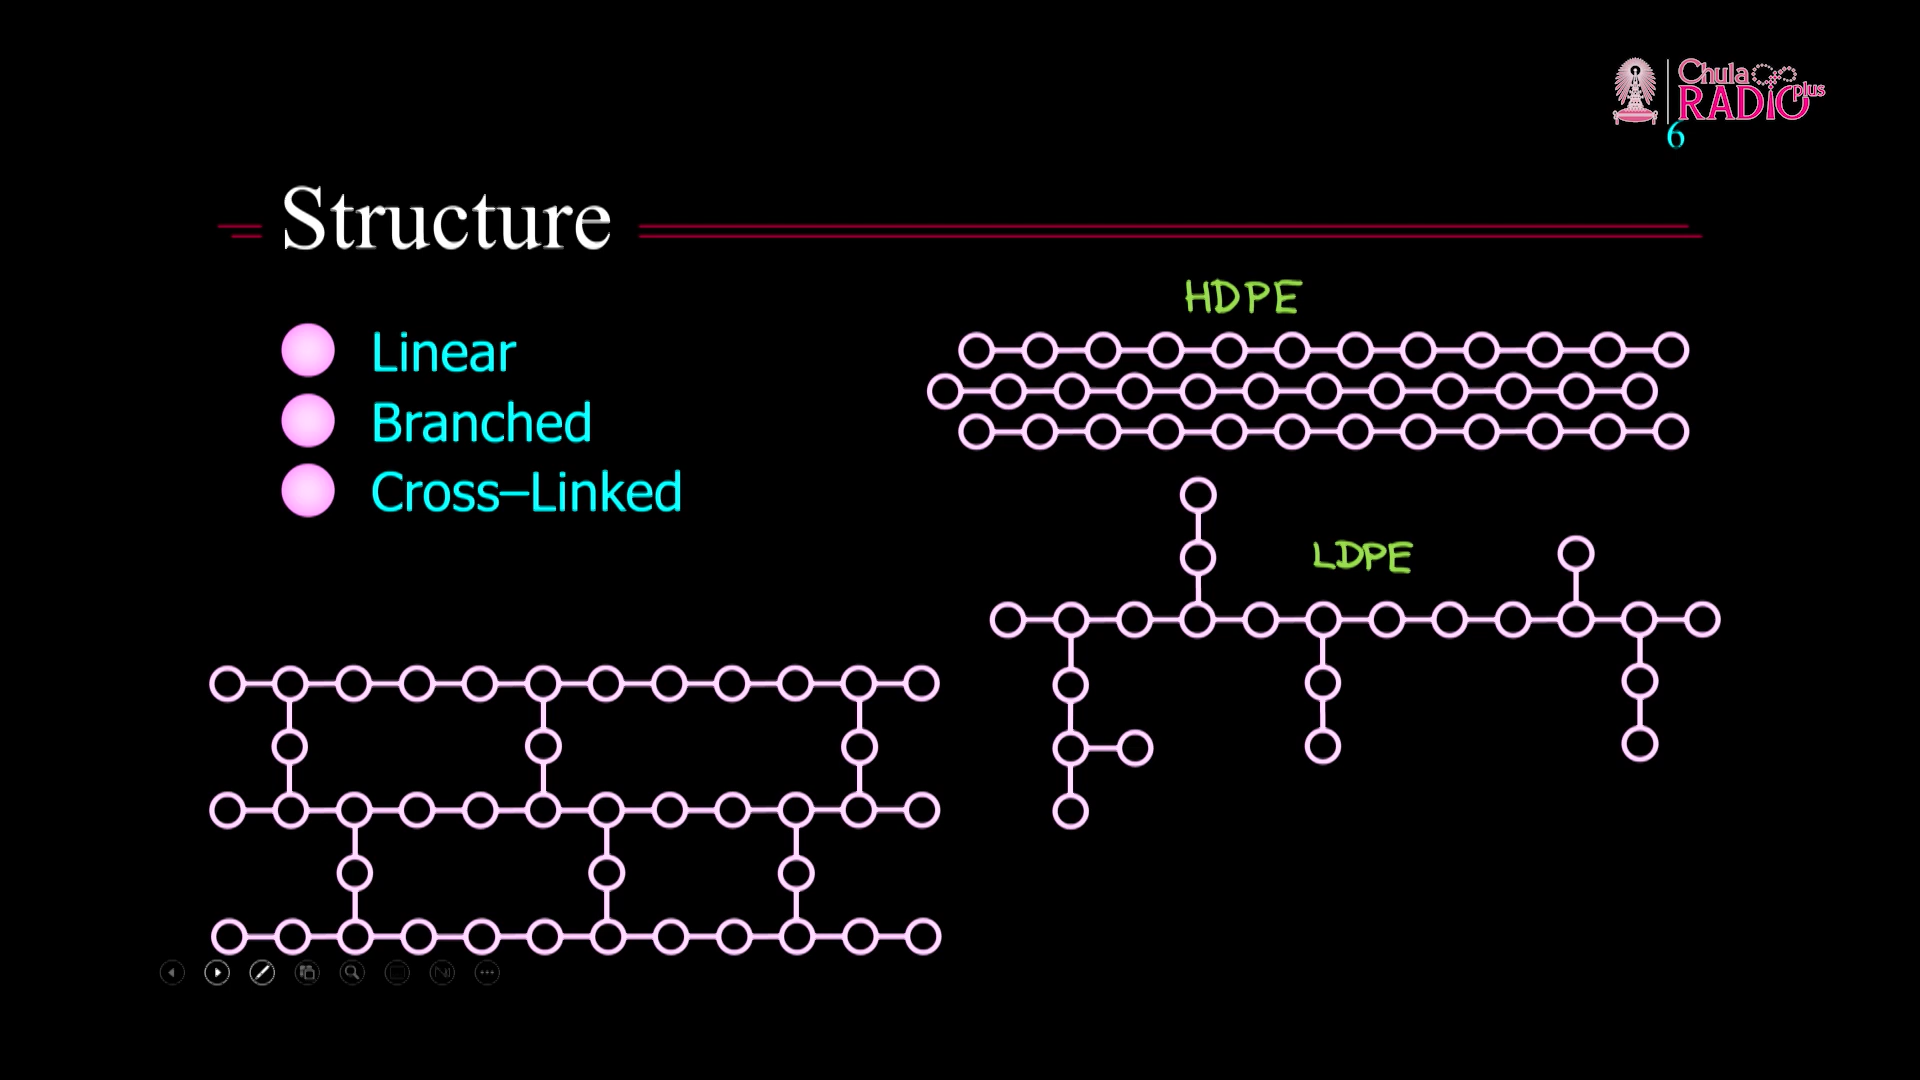 Chula
RADIO plus
6
Structure
HDPE
Linear
Branched
Cross–Linked
LDPE